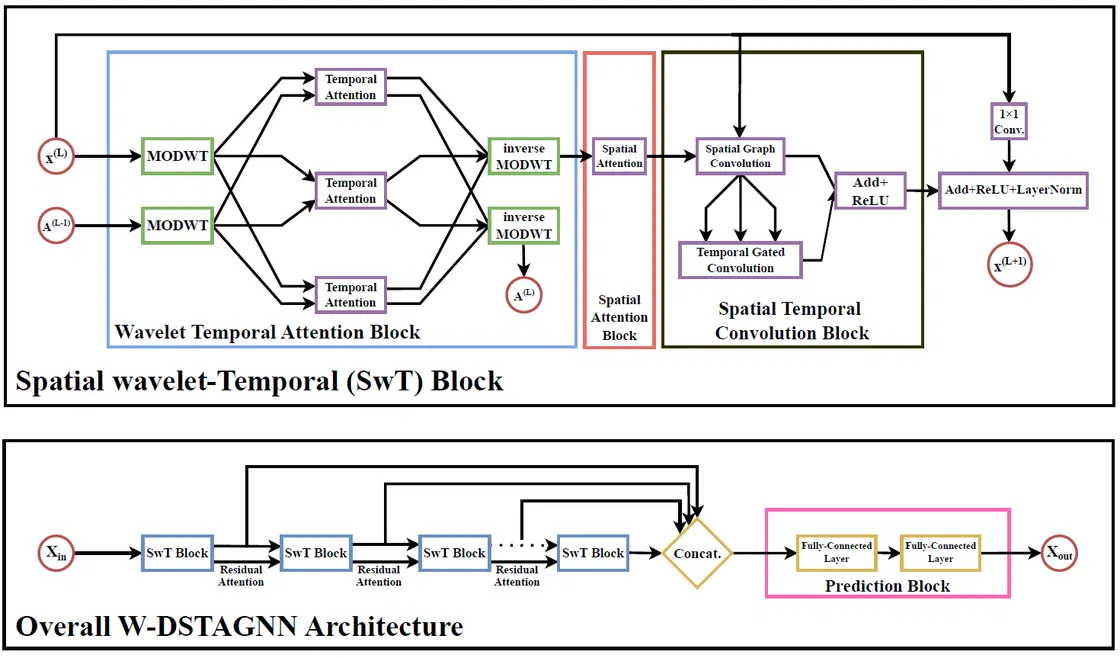 Temporal
Attention
1×1
Conv.
x(L)
MODWT
inverse
MODWT
Spatial
Attention
Spatial Graph
Convolution
Temporal
Attention
Add+
ReLU
Add+ReLU+LayerNorm
A(L-1)
MODWT
inverse
MODWT
Temporal Gated
Convolution
x(L+1)
Temporal
Attention
A(L)
Wavelet Temporal Attention Block
Spatial
Attention
Block
Spatial Temporal
Convolution Block
Spatial wavelet-Temporal (SwT) Block
Xin
SwT Block
Residual
Attention
SwT Block
Residual
Attention
SwT Block
Residual
Attention
SwT Block
Concat.
Fully-Connected
Layer
Fully-Connected
Layer
Xout
Prediction Block
Overall W-DSTAGNN Architecture